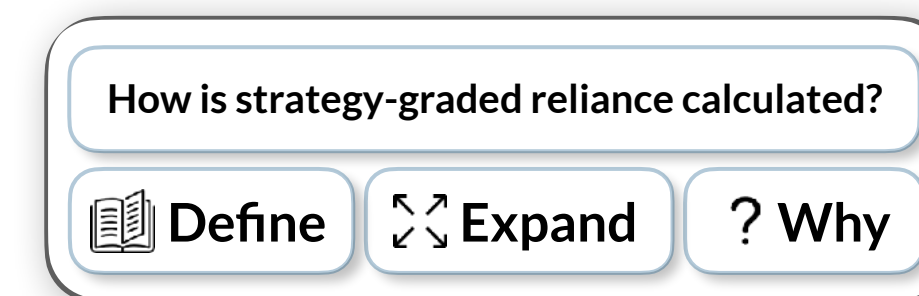 How is strategy-graded reliance calculated?
Define
Expand
? Why